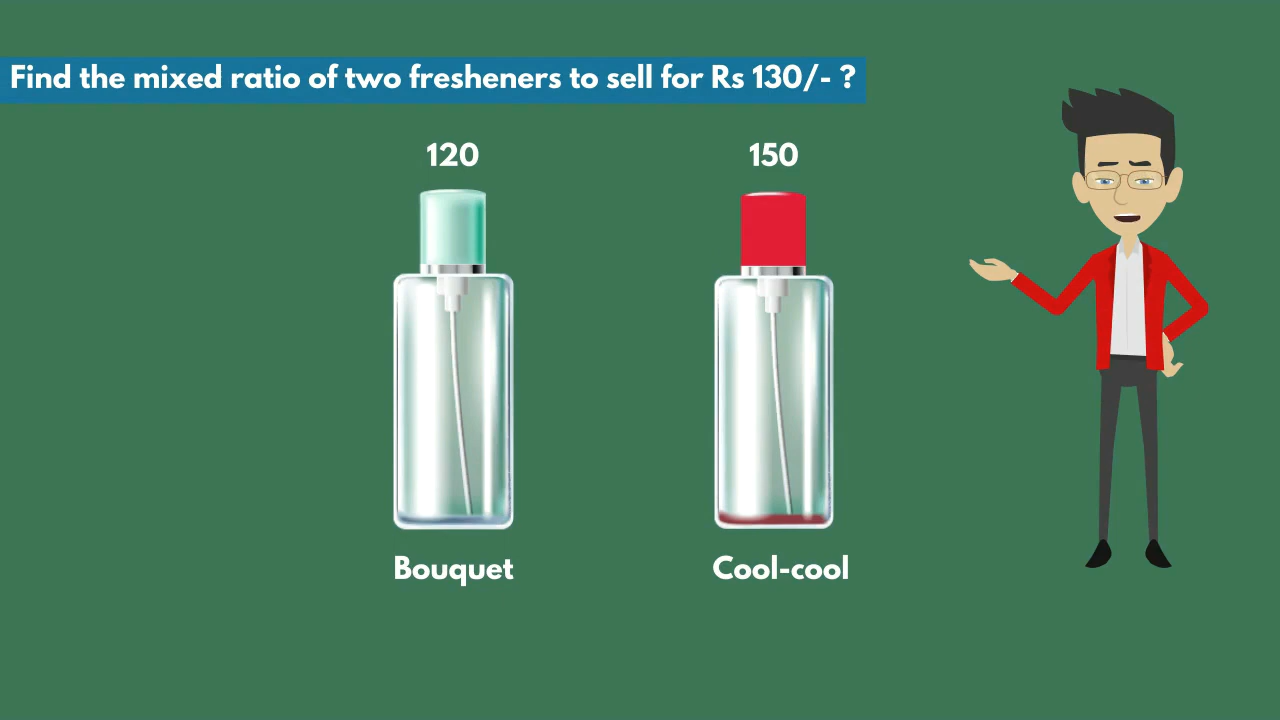 Find the mixed ratio of two fresheners to sell for Rs 130/- ?
120 150
Bouquet Cool-cool